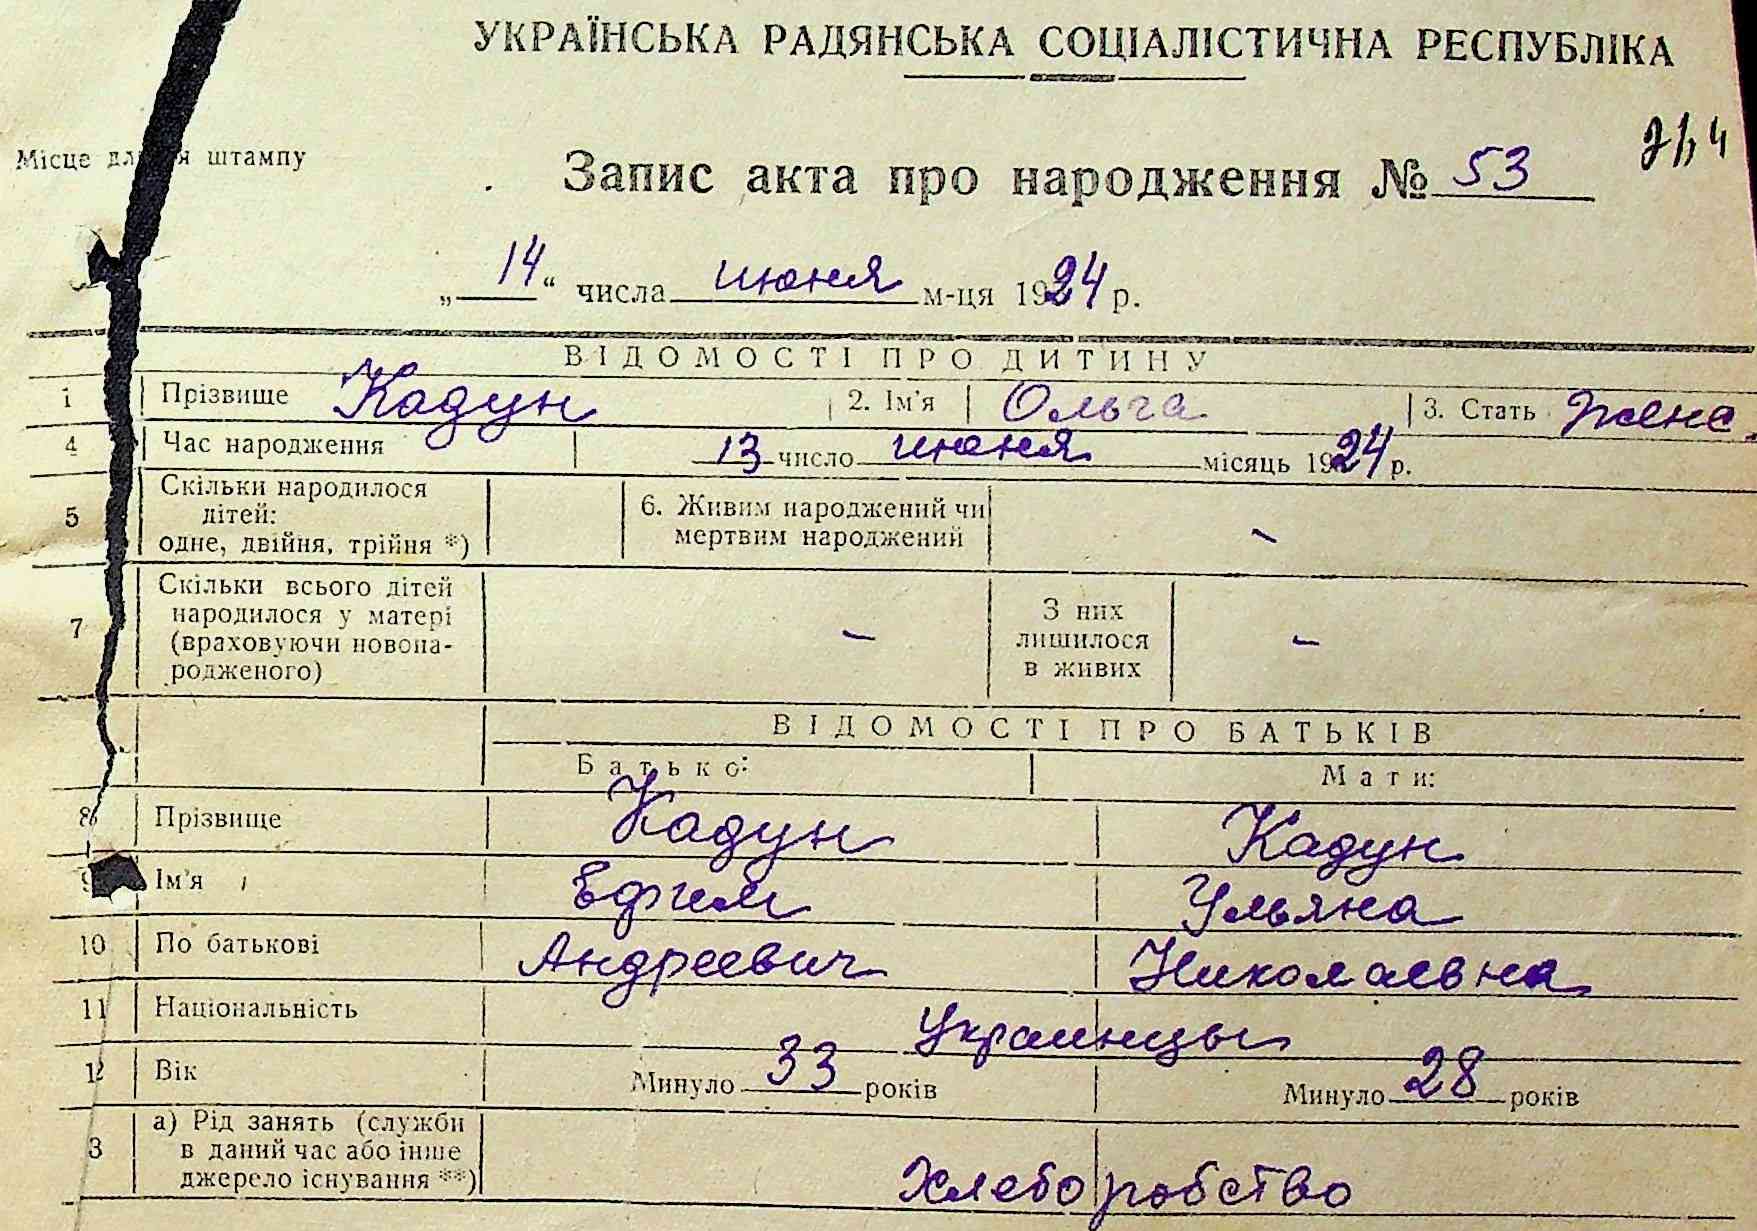 УКРАЇНСЬКА РАДЯНСЬКА СОЦІАЛІСТИЧНА РЕСПУБЛІКА
Місце для штампу
Запис акта про народження № 53
„14“ числа июня м-ця 1924 р.
ВІДОМОСТІ ПРО ДИТИНУ
1 Прізвище Кадун 2. Ім'я Ольга 3. Стать жене.
4 Час народження 13 число июня місяць 1924 р.
5 Скільки народилося дітей: одне, двійня, трійня *) 6. Живим народжений чи мертвим народжений –
7 Скільки всього дітей народилося у матері (враховуючи новона-родженого) – З них лишилося в живих –
ВІДОМОСТІ ПРО БАТЬКІВ
Батько: Мати:
8 Прізвище Кадун Кадун
9 Ім'я Ефим Ульяна
10 По батькові Андреевич Николаевна
11 Національність Украинцы
12 Вік Минуло 33 років Минуло 28 років
3 а) Рід занять (служби в даний час або інше джерело існування **) Хлеборобство